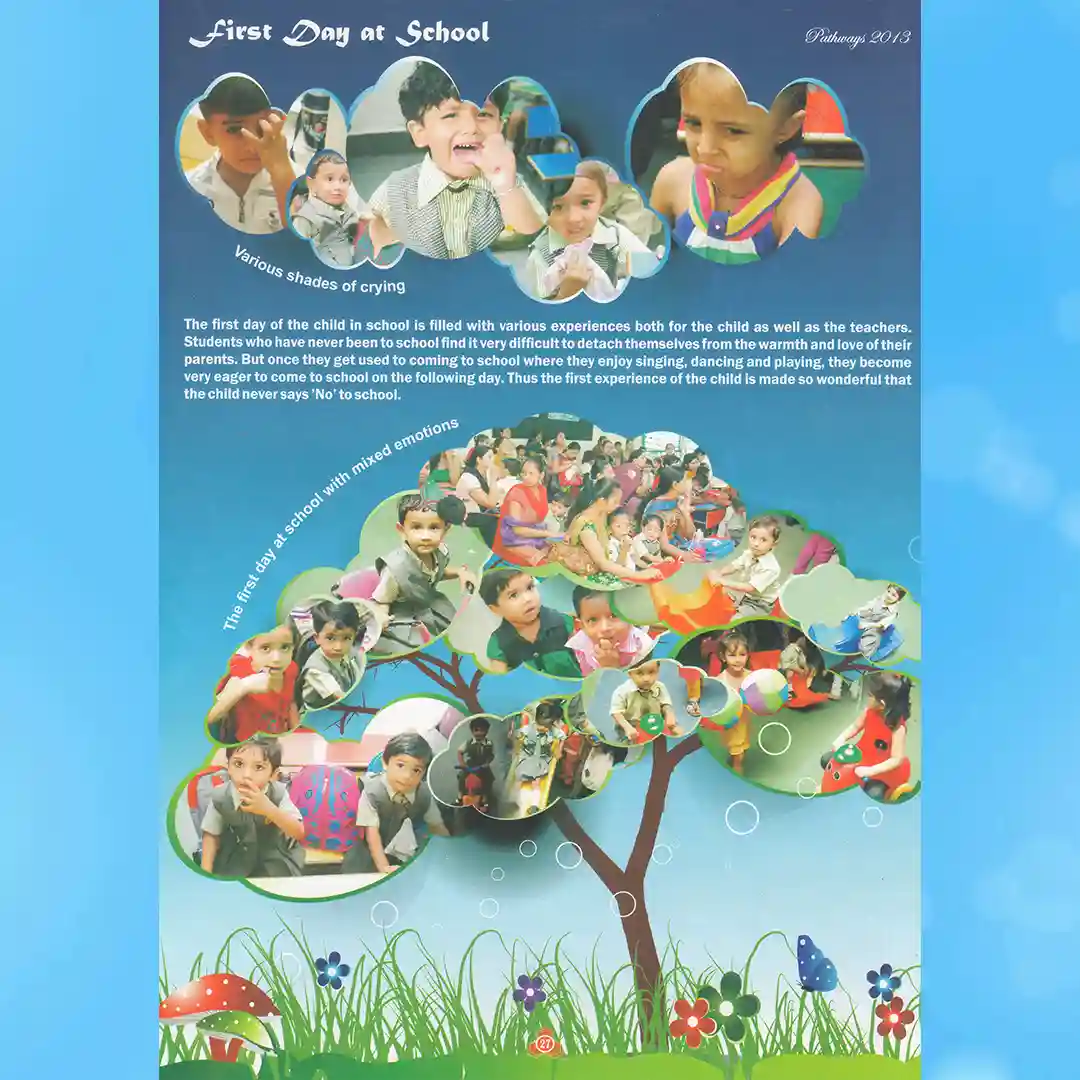 First Day at School
Pathways 2013
Various shades of crying
The first day of the child in school is filled with various experiences both for the child as well as the teachers.
Students who have never been to school find it very difficult to detach themselves from the warmth and love of their
parents. But once they get used to coming to school where they enjoy singing, dancing and playing, they become
very eager to come to school on the following day. Thus the first experience of the child is made so wonderful that
the child never says 'No' to school.
The first day at school with mixed emotions
27